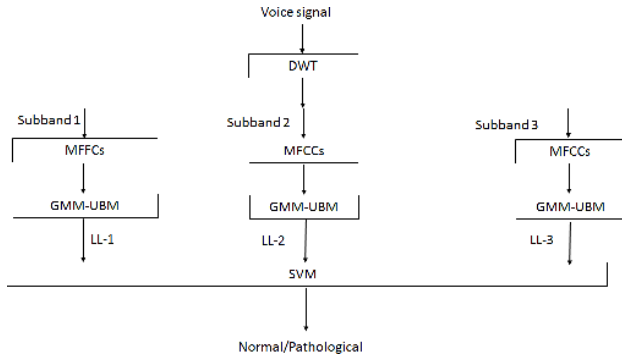 Voice signal
DWT
Subband 1
Subband 2
Subband 3
MFFCs
MFCCs
MFCCs
GMM-UBM
GMM-UBM
GMM-UBM
LL-1
LL-2
LL-3
SVM
Normal/Pathological